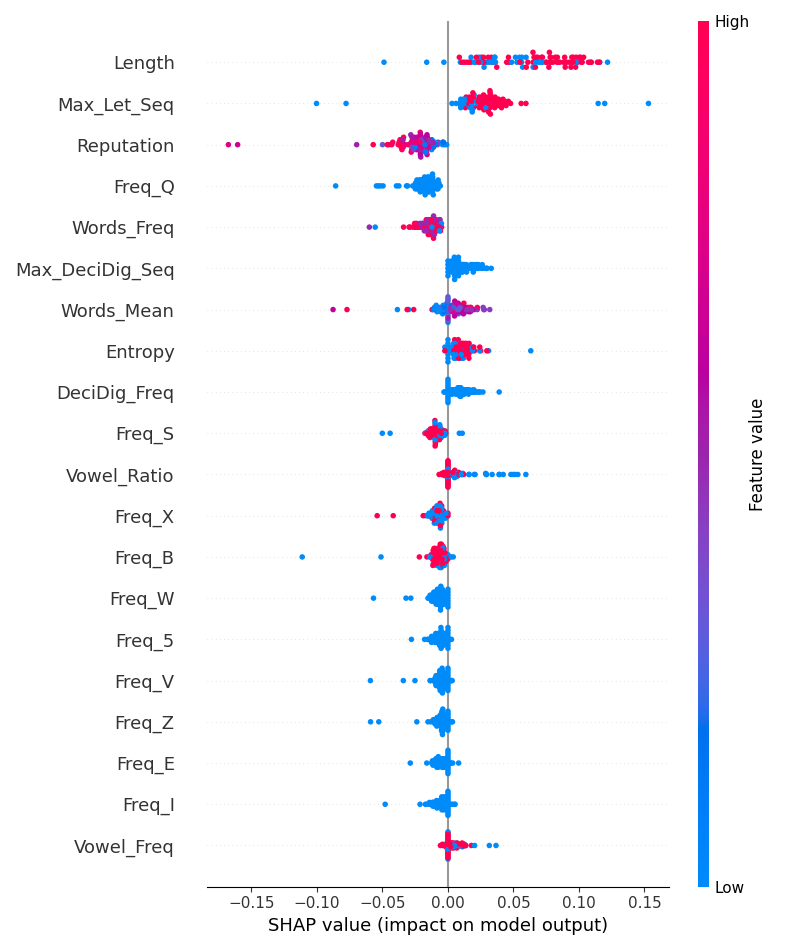 High
Length
Max_Let_Seq
Reputation
Freq_Q
Words_Freq
Max_DeciDig_Seq
Words_Mean
Entropy
DeciDig_Freq
Freq_S
Vowel_Ratio
Freq_X
Freq_B
Freq_W
Freq_5
Freq_V
Freq_Z
Freq_E
Freq_I
Vowel_Freq
Feature value
Low
−0.15 −0.10 −0.05 0.00 0.05 0.10 0.15
SHAP value (impact on model output)